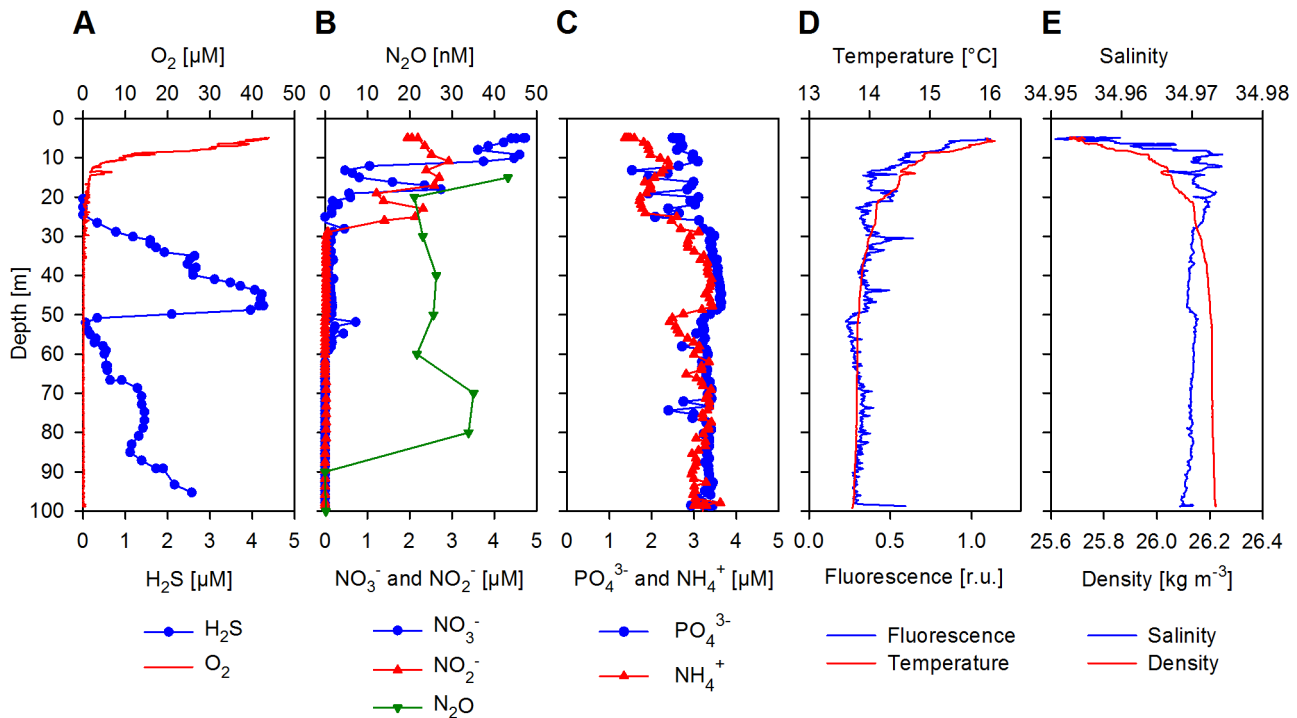 A B C D E
O₂ [µM] N₂O [nM] Temperature [°C] Salinity
0 10 20 30 40 50 0 10 20 30 40 50 13 14 15 16 34.95 34.96 34.97 34.98
0
10
20
30
40
50
60
70
80
90
100
Depth [m]
0 1 2 3 4 5 0 1 2 3 4 5 0 1 2 3 4 5 0.0 0.5 1.0 25.6 25.8 26.0 26.2 26.4
H₂S [µM] NO₃⁻ and NO₂⁻ [µM] PO₄³⁻ and NH₄⁺ [µM] Fluorescence [r.u.] Density [kg m⁻³]
H₂S NO₃⁻ PO₄³⁻ Fluorescence Salinity
O₂ NO₂⁻ NH₄⁺ Temperature Density
N₂O